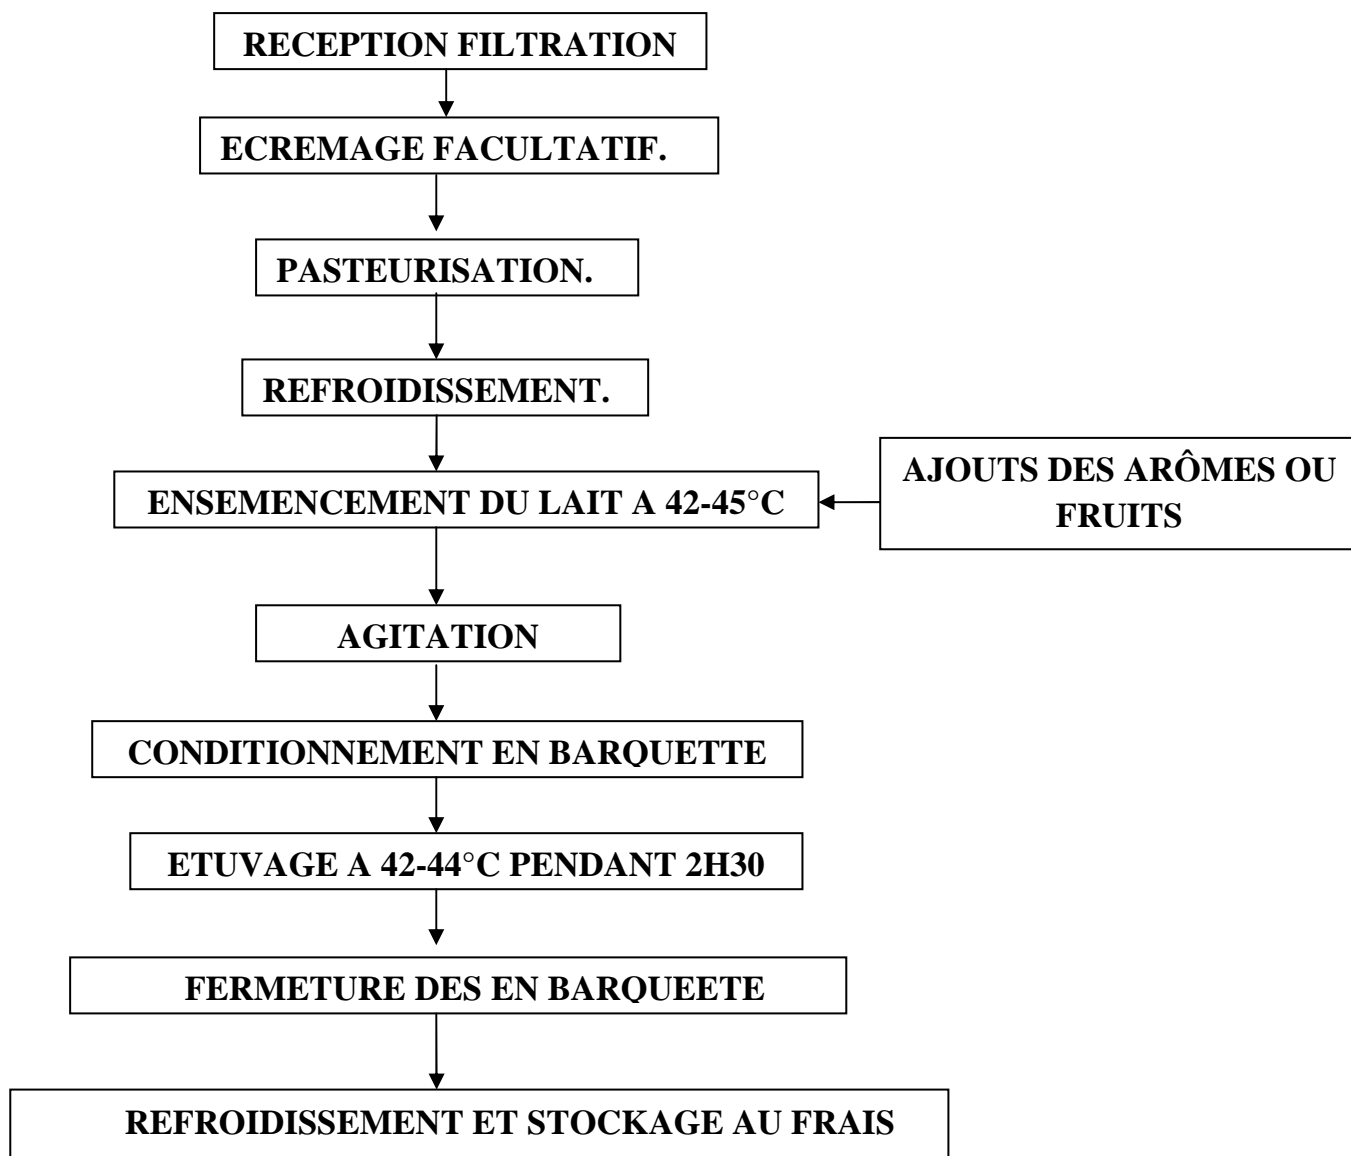 RECEPTION FILTRATION
ECREMAGE FACULTATIF.
PASTEURISATION.
REFROIDISSEMENT.
ENSEMENCEMENT DU LAIT A 42-45°C
AJOUTS DES ARÔMES OU
FRUITS
AGITATION
CONDITIONNEMENT EN BARQUETTE
ETUVAGE A 42-44°C PENDANT 2H30
FERMETURE DES EN BARQUEETE
REFROIDISSEMENT ET STOCKAGE AU FRAIS